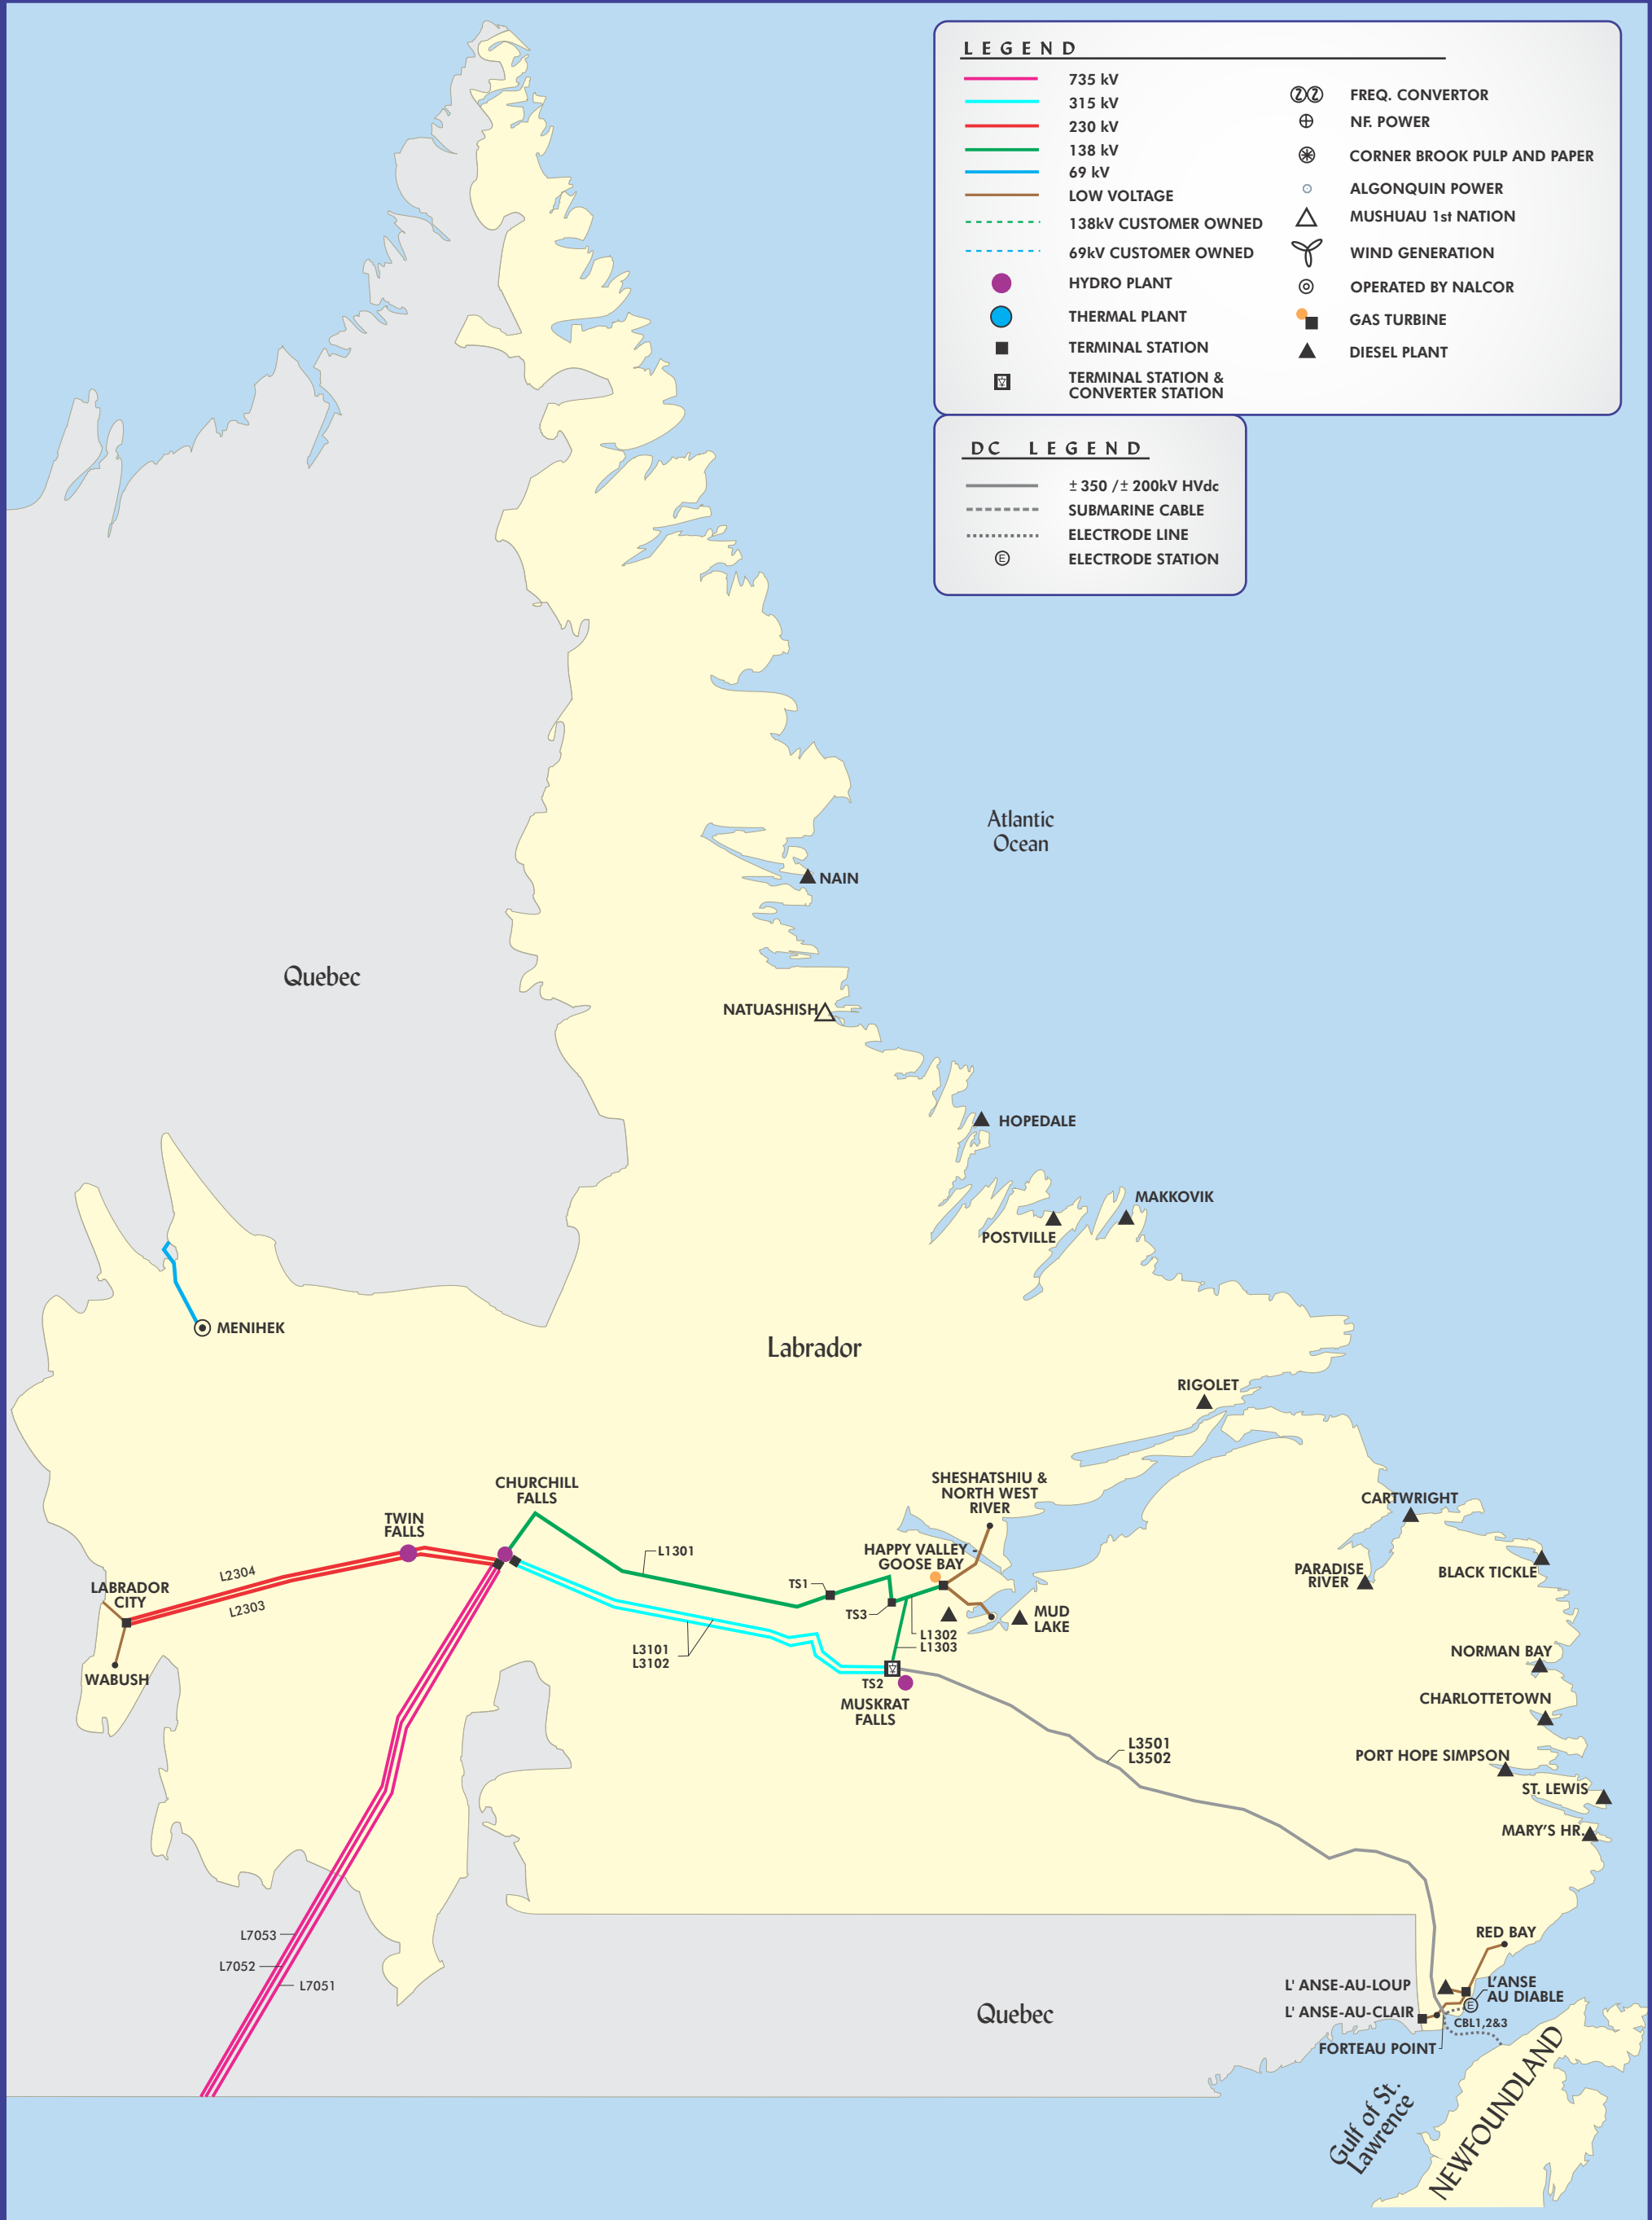 LEGEND
735 kV
315 kV
230 kV
138 kV
69 kV
LOW VOLTAGE
138kV CUSTOMER OWNED
69kV CUSTOMER OWNED
HYDRO PLANT
THERMAL PLANT
TERMINAL STATION
TERMINAL STATION &
CONVERTER STATION
FREQ. CONVERTOR
NF. POWER
CORNER BROOK PULP AND PAPER
ALGONQUIN POWER
MUSHUAU 1st NATION
WIND GENERATION
OPERATED BY NALCOR
GAS TURBINE
DIESEL PLANT
DC LEGEND
± 350 /± 200kV HVdc
SUBMARINE CABLE
ELECTRODE LINE
E
ELECTRODE STATION
Atlantic
Ocean
NAIN
Quebec
NATUASHISH
HOPEDALE
MAKKOVIK
POSTVILLE
MENIHEK
Labrador
RIGOLET
SHESHATSHIU &
NORTH WEST
RIVER
CHURCHILL
FALLS
CARTWRIGHT
TWIN
FALLS
L1301
HAPPY VALLEY -
GOOSE BAY
BLACK TICKLE
PARADISE
RIVER
L2304
L2303
LABRADOR
CITY
TS1
TS3
MUD
LAKE
L1302
L1303
L3101
L3102
NORMAN BAY
WABUSH
TS2
MUSKRAT
FALLS
CHARLOTTETOWN
L3501
L3502
PORT HOPE SIMPSON
ST. LEWIS
MARY'S HR.
L7053
L7052
L7051
RED BAY
L' ANSE-AU-LOUP
L'ANSE
AU DIABLE
E
L' ANSE-AU-CLAIR
CBL1,2&3
FORTEAU POINT
Quebec
Gulf of St.
Lawrence
NEWFOUNDLAND